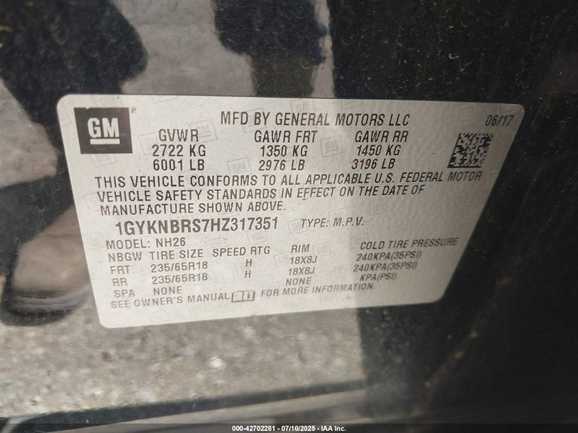 GM
MFD BY GENERAL MOTORS LLC
06/17
GVWR GAWR FRT GAWR RR
2722 KG 1350 KG 1450 KG
6001 LB 2976 LB 3196 LB
THIS VEHICLE CONFORMS TO ALL APPLICABLE U.S. FEDERAL MOTOR
VEHICLE SAFETY STANDARDS IN EFFECT ON THE DATE OF
MANUFACTURE SHOWN ABOVE.
1GYKNBRS7HZ317351 TYPE: M.P.V.
MODEL: NH26
NBGW TIRE SIZE SPEED RTG RIM COLD TIRE PRESSURE
FRT 235/65R18 H 18X8J 240KPA(35PSI)
RR 235/65R18 H 18X8J 240KPA(35PSI)
SPA NONE NONE KPA(PSI)
SEE OWNER'S MANUAL FOR MORE INFORMATION
000-42702281 - 07/10/2025 - IAA Inc.